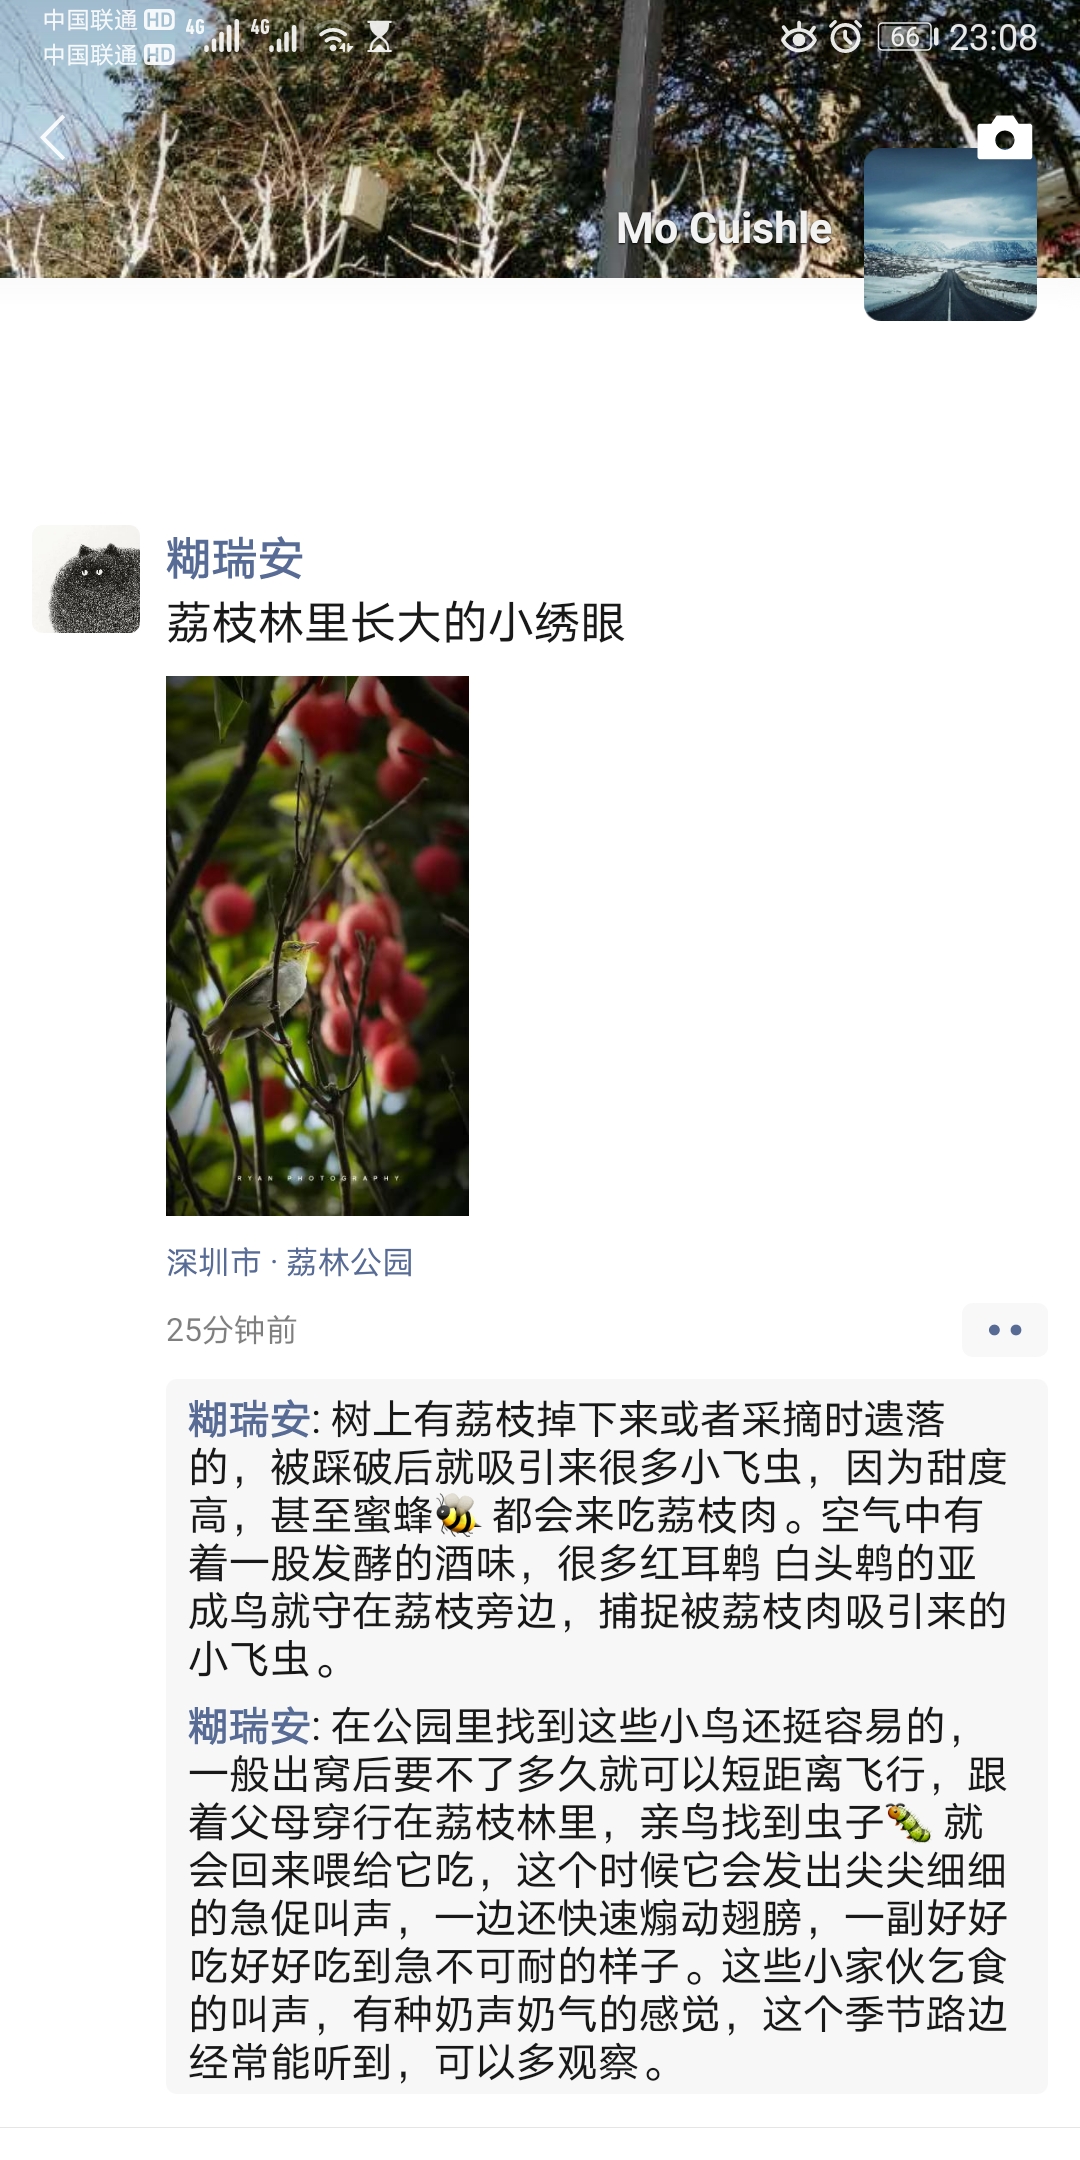 中国联通 HD
中国联通 HD
4G
4G
66
23:08
Mo Cuishle
糊瑞安
荔枝林里长大的小绣眼
RYAN PHOTOGRAPHY
深圳市 · 荔林公园
25分钟前
糊瑞安: 树上有荔枝掉下来或者采摘时遗落
的，被踩破后就吸引来很多小飞虫，因为甜度
高，甚至蜜蜂🐝 都会来吃荔枝肉。空气中有
着一股发酵的酒味，很多红耳鹎 白头鹎的亚
成鸟就守在荔枝旁边，捕捉被荔枝肉吸引来的
小飞虫。
糊瑞安: 在公园里找到这些小鸟还挺容易的，
一般出窝后要不了多久就可以短距离飞行，跟
着父母穿行在荔枝林里，亲鸟找到虫子🐛 就
会回来喂给它吃，这个时候它会发出尖尖细细
的急促叫声，一边还快速煽动翅膀，一副好好
吃好好吃到急不可耐的样子。这些小家伙乞食
的叫声，有种奶声奶气的感觉，这个季节路边
经常能听到，可以多观察。